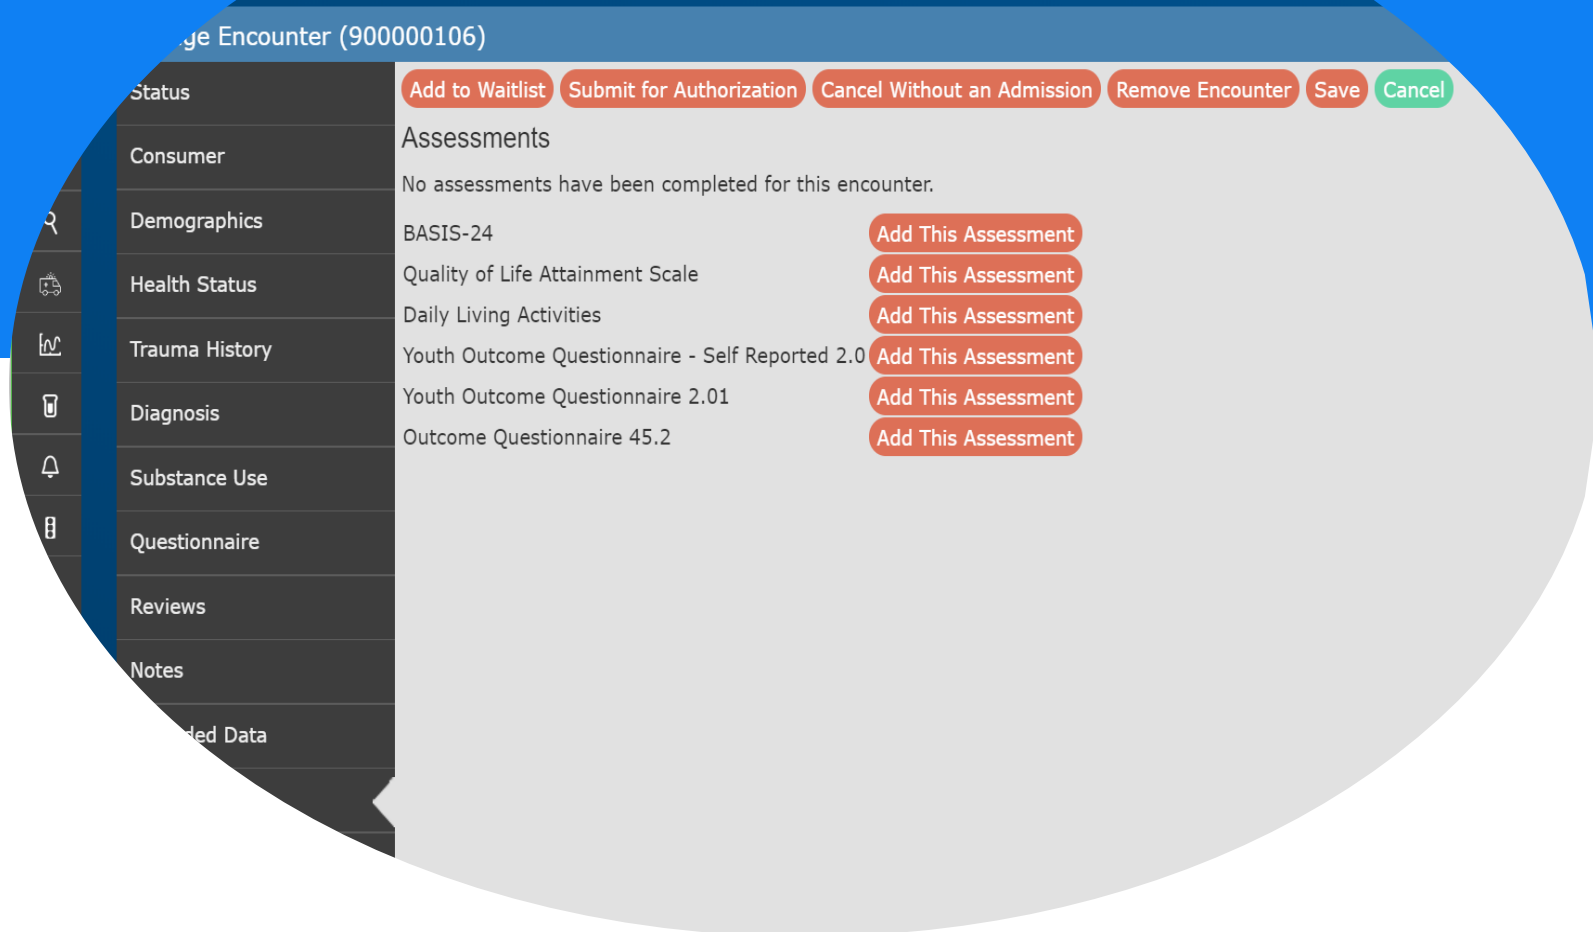 Encounter (900000106)
Status
Consumer
Demographics
Health Status
Trauma History
Diagnosis
Substance Use
Questionnaire
Reviews
Notes
Data
Add to Waitlist Submit for Authorization Cancel Without an Admission Remove Encounter Save Cancel
Assessments
No assessments have been completed for this encounter.
BASIS-24 Add This Assessment
Quality of Life Attainment Scale Add This Assessment
Daily Living Activities Add This Assessment
Youth Outcome Questionnaire - Self Reported 2.0 Add This Assessment
Youth Outcome Questionnaire 2.01 Add This Assessment
Outcome Questionnaire 45.2 Add This Assessment